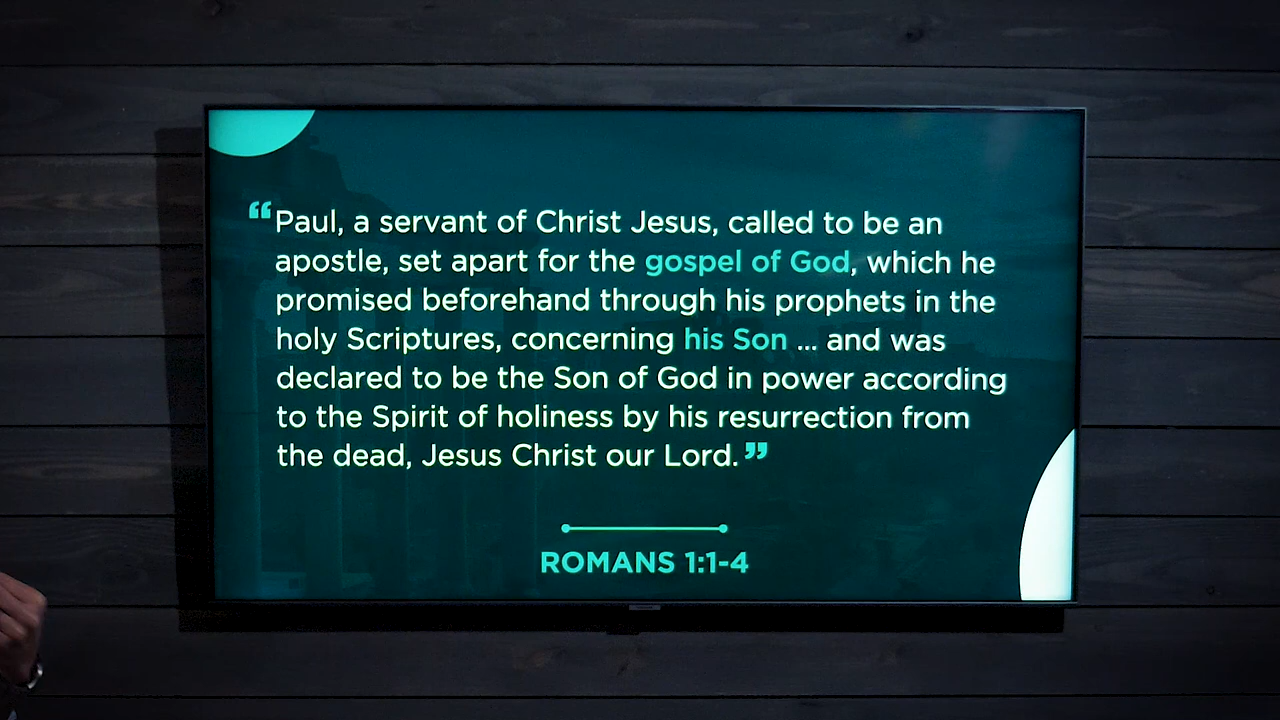 “Paul, a servant of Christ Jesus, called to be an
apostle, set apart for the gospel of God, which he
promised beforehand through his prophets in the
holy Scriptures, concerning his Son ... and was
declared to be the Son of God in power according
to the Spirit of holiness by his resurrection from
the dead, Jesus Christ our Lord.”
ROMANS 1:1-4